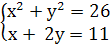 x² + y² = 26
x + 2y = 11